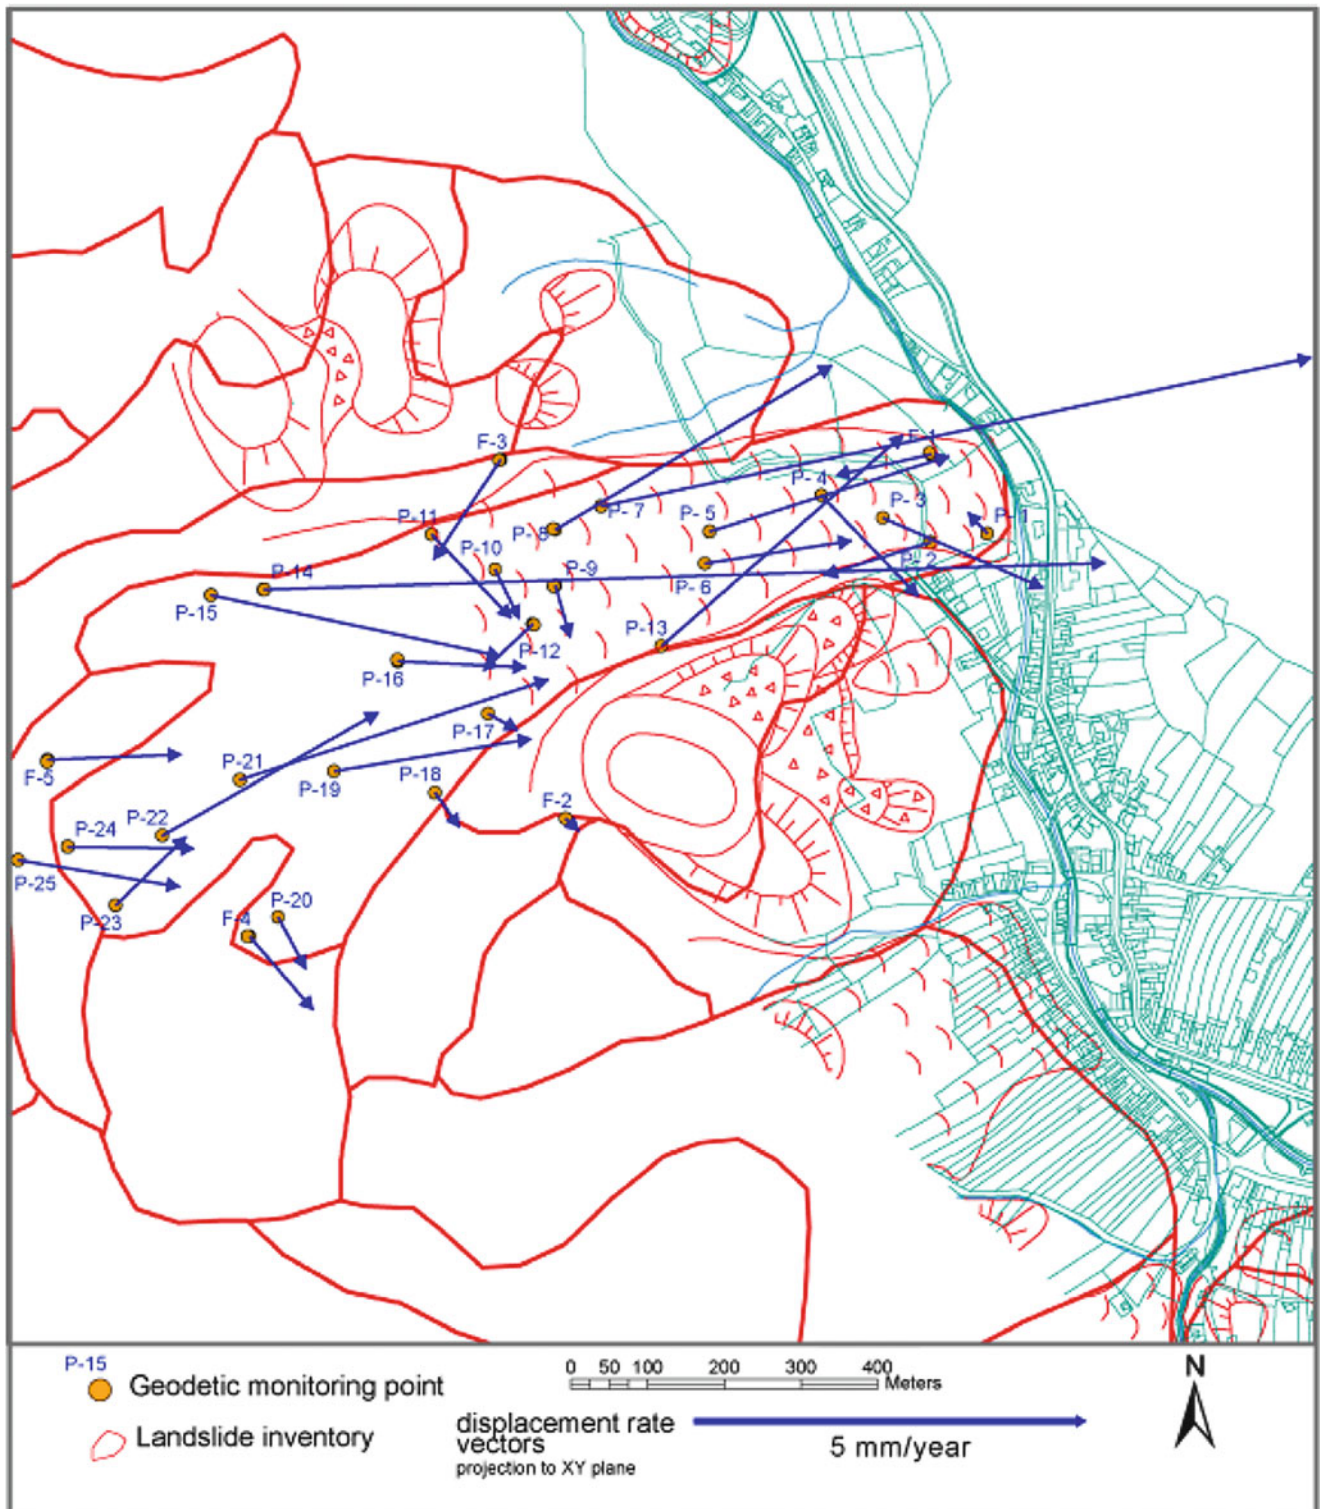 F-1
F-3
P- 4
P- 3
P- 1
P-11
P- 7
P- 5
P- 8
P-10
P- 2
P-9
P- 6
P-14
P-15
P-13
P-12
P-16
P-17
F-5
P-21
P-19
P-18
F-2
P-24
P-22
P-25
P-23
P-20
F-4
P-15
Geodetic monitoring point
Landslide inventory
0 50 100 200 300 400
Meters
displacement rate
vectors
projection to XY plane
5 mm/year
N